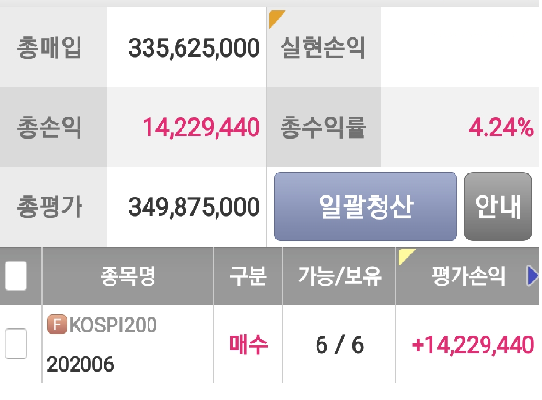 총매입 335,625,000 실현손익
총손익 14,229,440 총수익률 4.24%
총평가 349,875,000 일괄청산 안내
종목명 구분 가능/보유 평가손익
F KOSPI200 매수 6 / 6 +14,229,440
202006